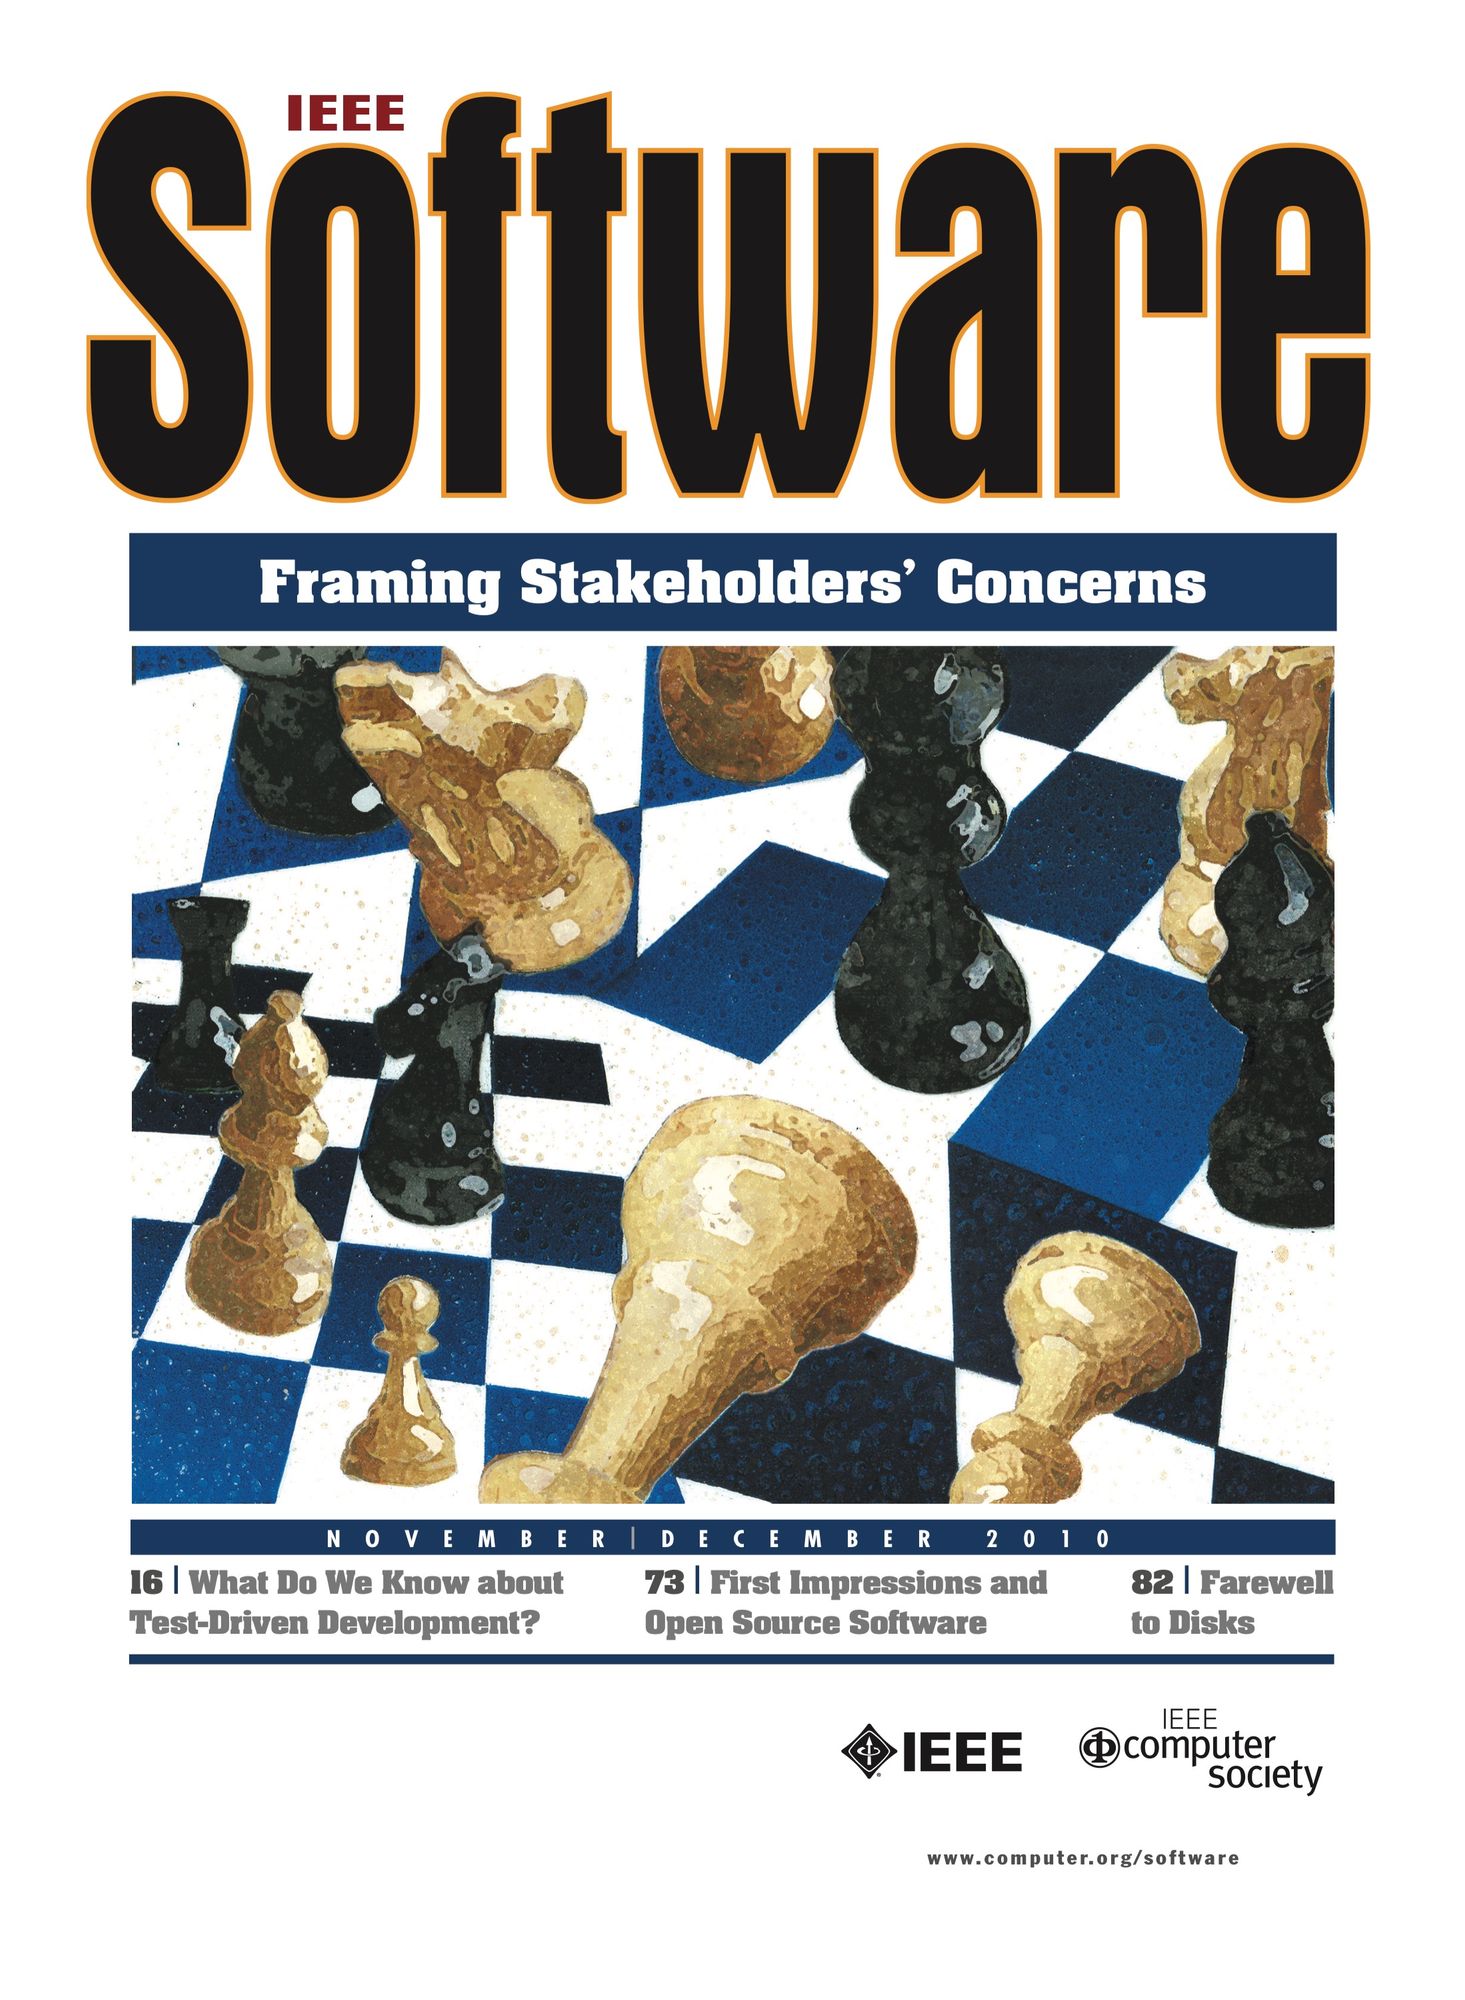 IEEE
Software
Framing Stakeholders’ Concerns
NOVEMBER | DECEMBER 2010
16 | What Do We Know about
Test-Driven Development?
73 | First Impressions and
Open Source Software
82 | Farewell
to Disks
IEEE
IEEE
computer
society
www.computer.org/software